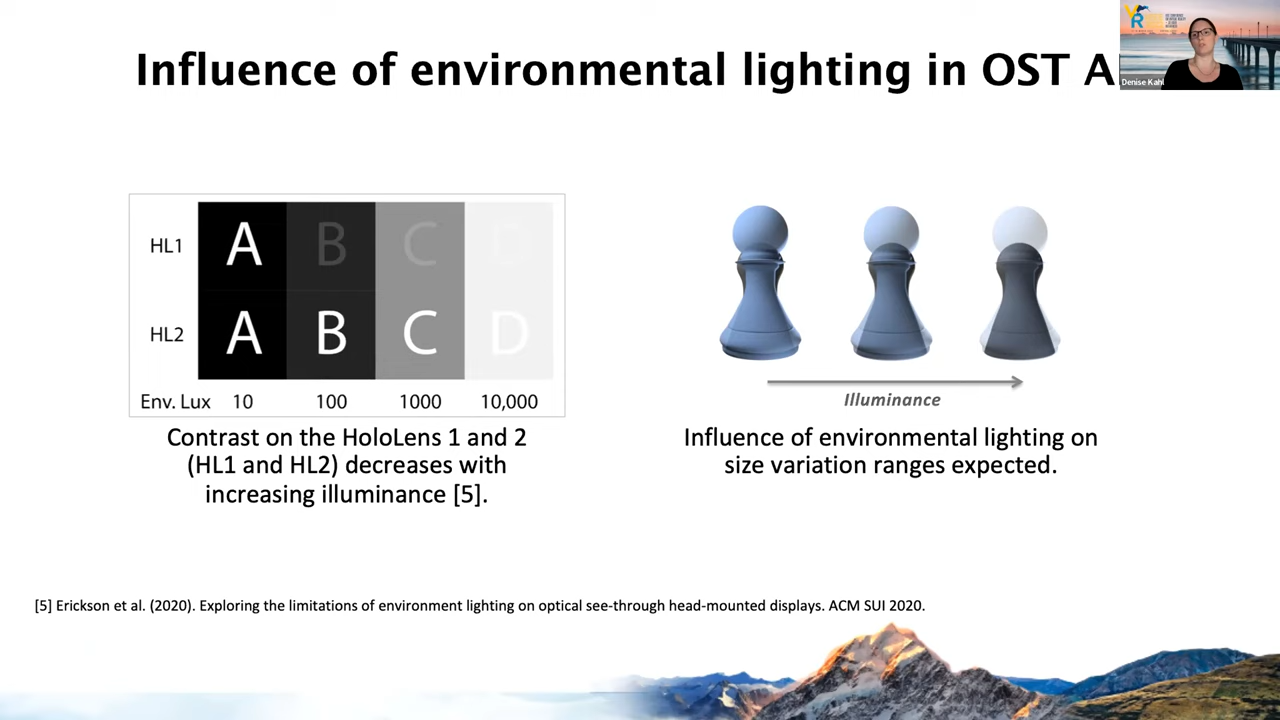 Influence of environmental lighting in OST A
YR
Denise Kahl
HL1 A B C D
HL2 A B C D
Env. Lux 10 100 1000 10,000
Contrast on the HoloLens 1 and 2
(HL1 and HL2) decreases with
increasing illuminance [5].
Illuminance
Influence of environmental lighting on
size variation ranges expected.
[5] Erickson et al. (2020). Exploring the limitations of environment lighting on optical see-through head-mounted displays. ACM SUI 2020.